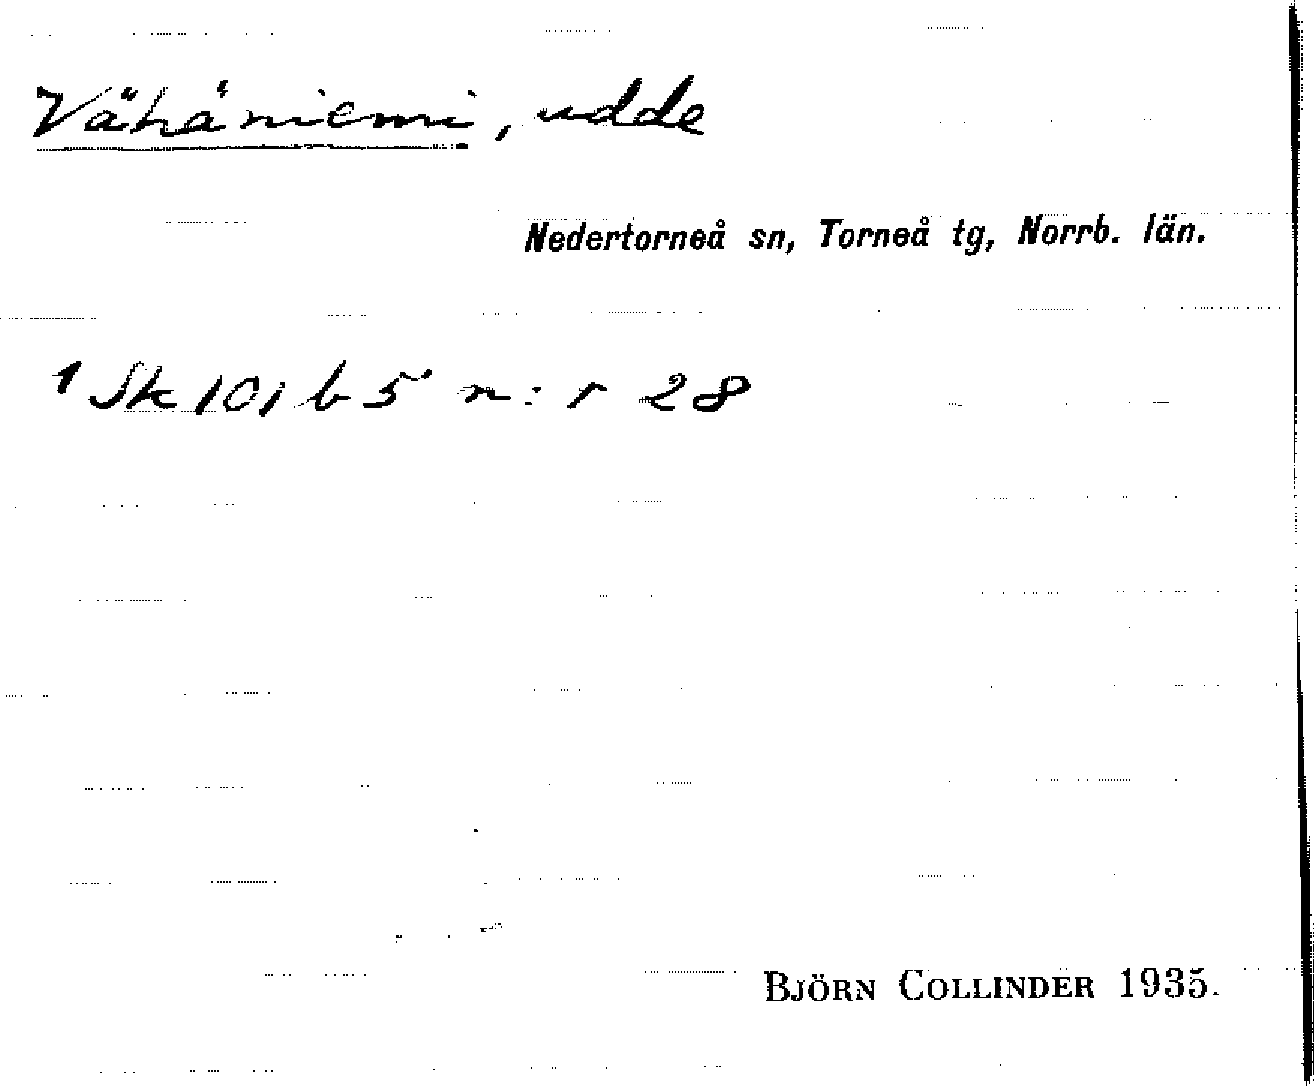 Vähäniemi, udde
Nedertorneå sn, Torneå tg, Norrb. län.
1 Sk 101 b 5 n:r 28
BJÖRN COLLINDER 1935.